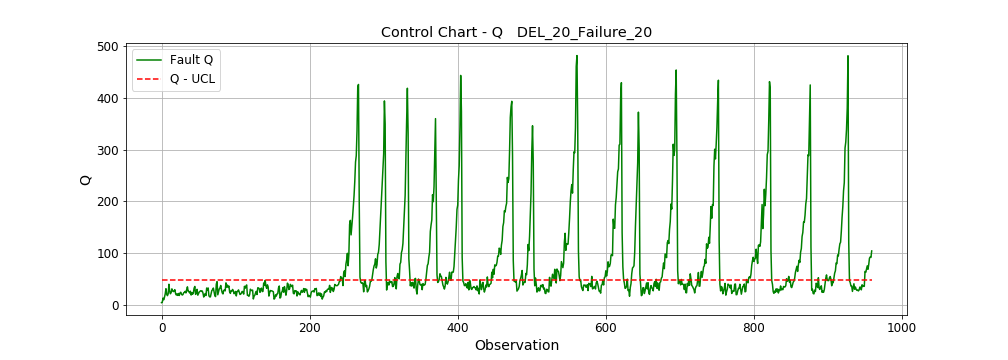 Control Chart - Q   DEL_20_Failure_20
Fault Q
Q - UCL
500
400
300
200
100
0
Q
0 200 400 600 800 1000
Observation